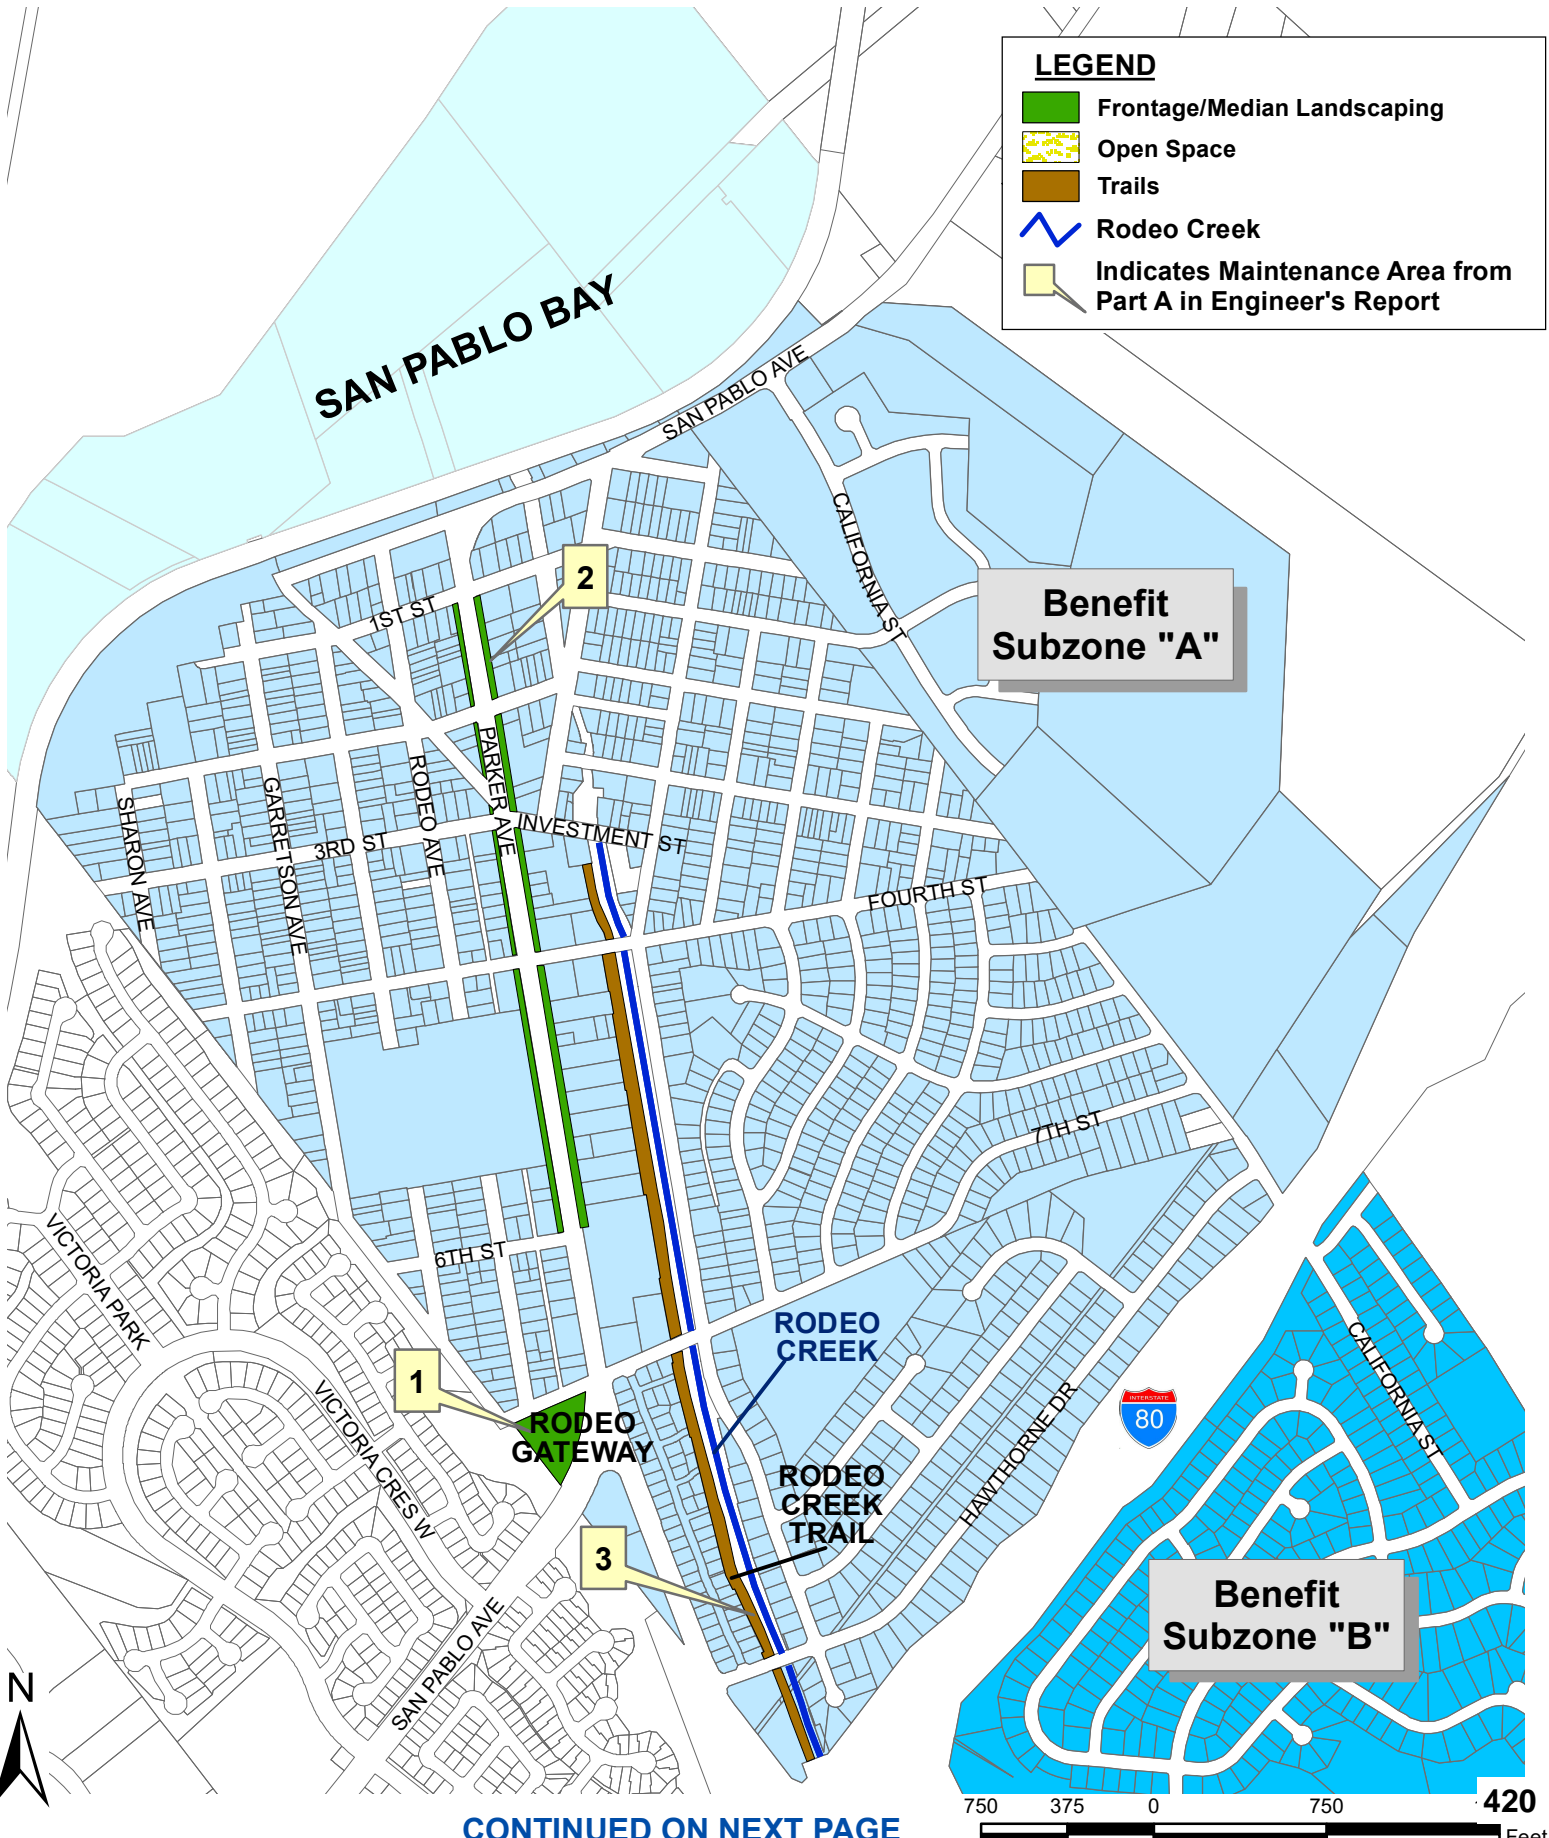 LEGEND
Frontage/Median Landscaping
Open Space
Trails
Rodeo Creek
Indicates Maintenance Area from
Part A in Engineer's Report
SAN PABLO BAY
SAN PABLO AVE
CALIFORNIA ST
2
1ST ST
Benefit
Subzone "A"
PARKER AVE
RODEO AVE
GARRETSON AVE
SHARON AVE
3RD ST
INVESTMENT ST
FOURTH ST
7TH ST
6TH ST
VICTORIA PARK
RODEO
CREEK
1
RODEO
GATEWAY
VICTORIA CRES W
HAWTHORNE DR
INTERSTATE
80
CALIFORNIA ST
RODEO
CREEK
TRAIL
3
Benefit
Subzone "B"
SAN PABLO AVE
N
CONTINUED ON NEXT PAGE
750 375 0 750
420
Feet